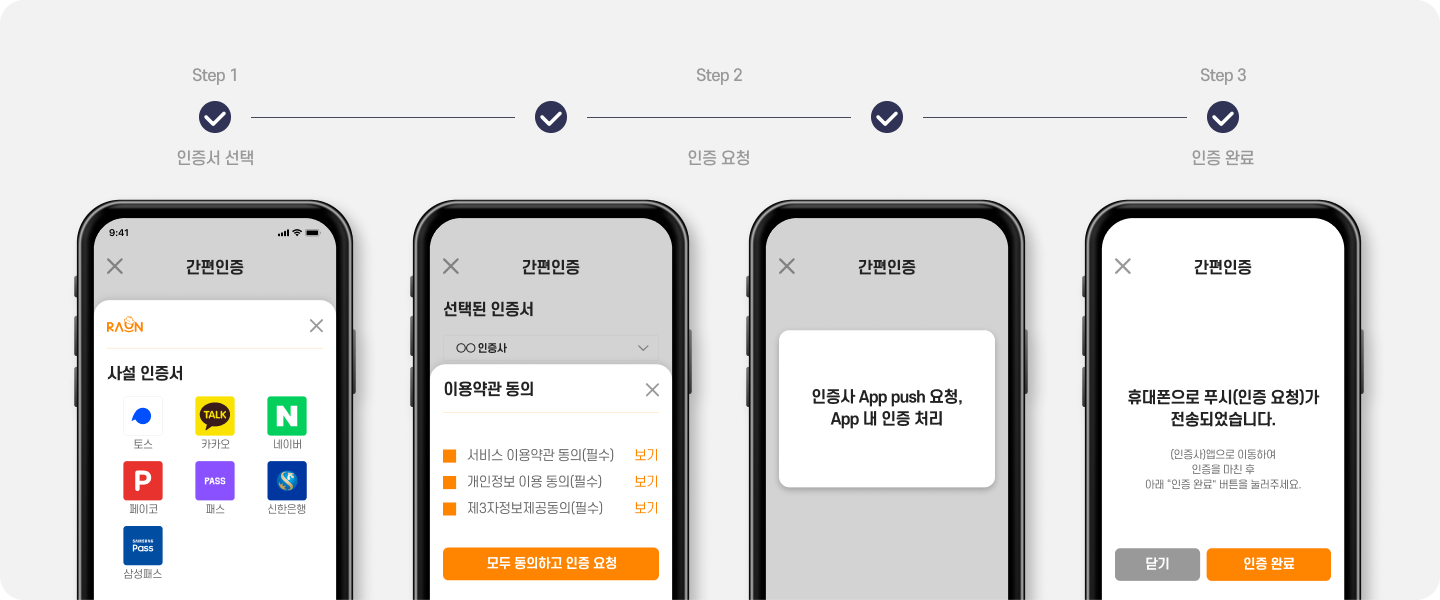 Step 1
Step 2
Step 3
인증서 선택
인증 요청
인증 완료
9:41
간편인증
RAON
사설 인증서
토스
TALK
카카오
N
네이버
P
페이코
PASS
패스
신한은행
SAMSUNG
Pass
삼성패스
간편인증
선택된 인증서
○○ 인증사
이용약관 동의
서비스 이용약관 동의(필수) 보기
개인정보 이용 동의(필수) 보기
제3자정보제공동의(필수) 보기
모두 동의하고 인증 요청
간편인증
인증사 App push 요청,
App 내 인증 처리
간편인증
휴대폰으로 푸시(인증 요청)가
전송되었습니다.
(인증사)앱으로 이동하여
인증을 마친 후
아래 "인증 완료" 버튼을 눌러주세요.
닫기
인증 완료